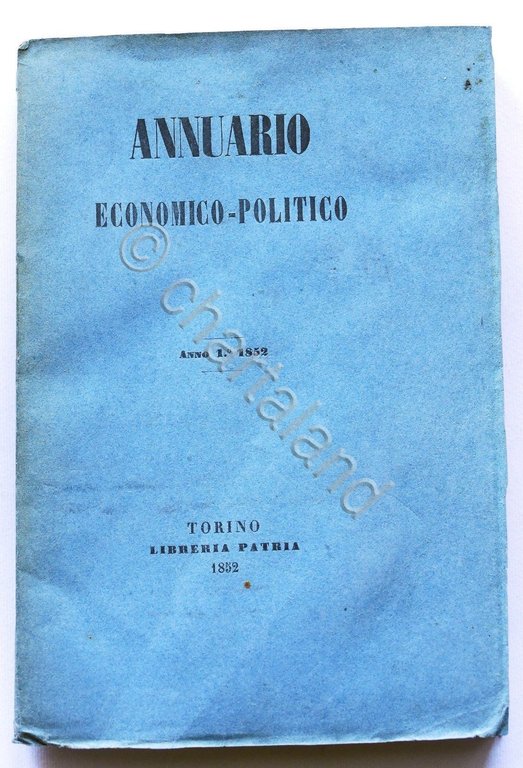 ANNUARIO
ECONOMICO=POLITICO
ANNO 1.º 1852
TORINO
LIBRERIA PATRIA
1852
© chartaland